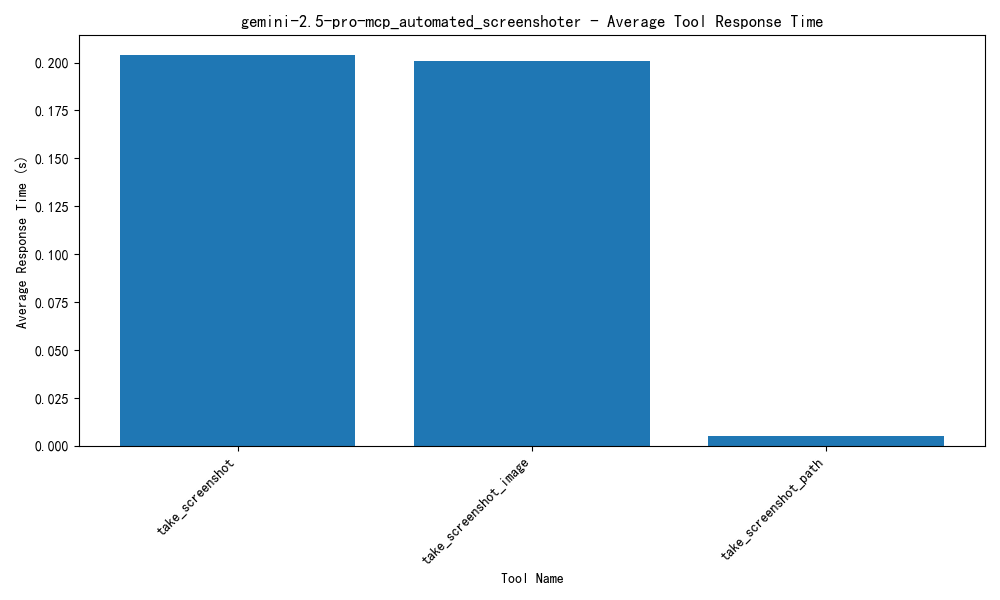 gemini-2.5-pro-mcp_automated_screenshoter - Average Tool Response Time
0.200
0.175
0.150
0.125
0.100
0.075
0.050
0.025
0.000
Average Response Time (s)
take_screenshot
take_screenshot_image
take_screenshot_path
Tool Name